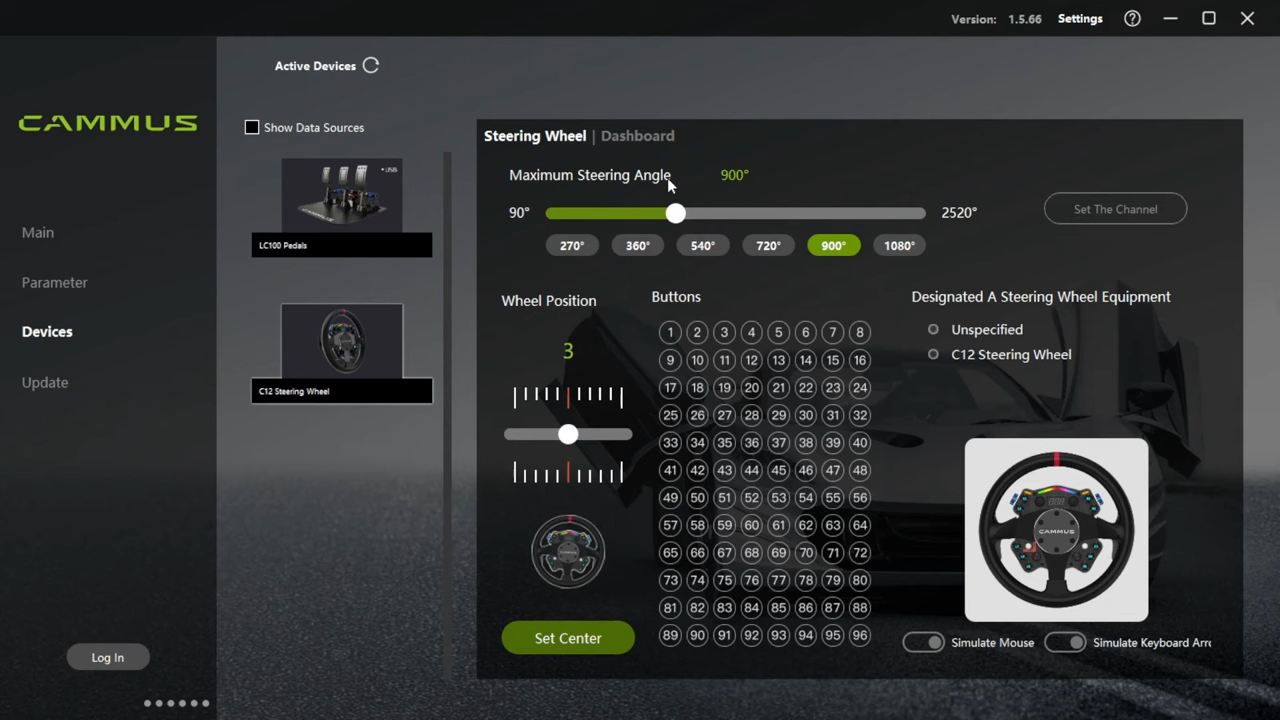 Version: 1.5.66 Settings
Active Devices
CAMMUS
Show Data Sources
USB
LC100 Pedals
C12 Steering Wheel
Main
Parameter
Devices
Update
Log In
Steering Wheel | Dashboard
Maximum Steering Angle 900°
90° 2520°
270° 360° 540° 720° 900° 1080°
Set The Channel
Wheel Position
3
Set Center
Buttons
1 2 3 4 5 6 7 8
9 10 11 12 13 14 15 16
17 18 19 20 21 22 23 24
25 26 27 28 29 30 31 32
33 34 35 36 37 38 39 40
41 42 43 44 45 46 47 48
49 50 51 52 53 54 55 56
57 58 59 60 61 62 63 64
65 66 67 68 69 70 71 72
73 74 75 76 77 78 79 80
81 82 83 84 85 86 87 88
89 90 91 92 93 94 95 96
Designated A Steering Wheel Equipment
Unspecified
C12 Steering Wheel
CAMMUS
Simulate Mouse
Simulate Keyboard Arro